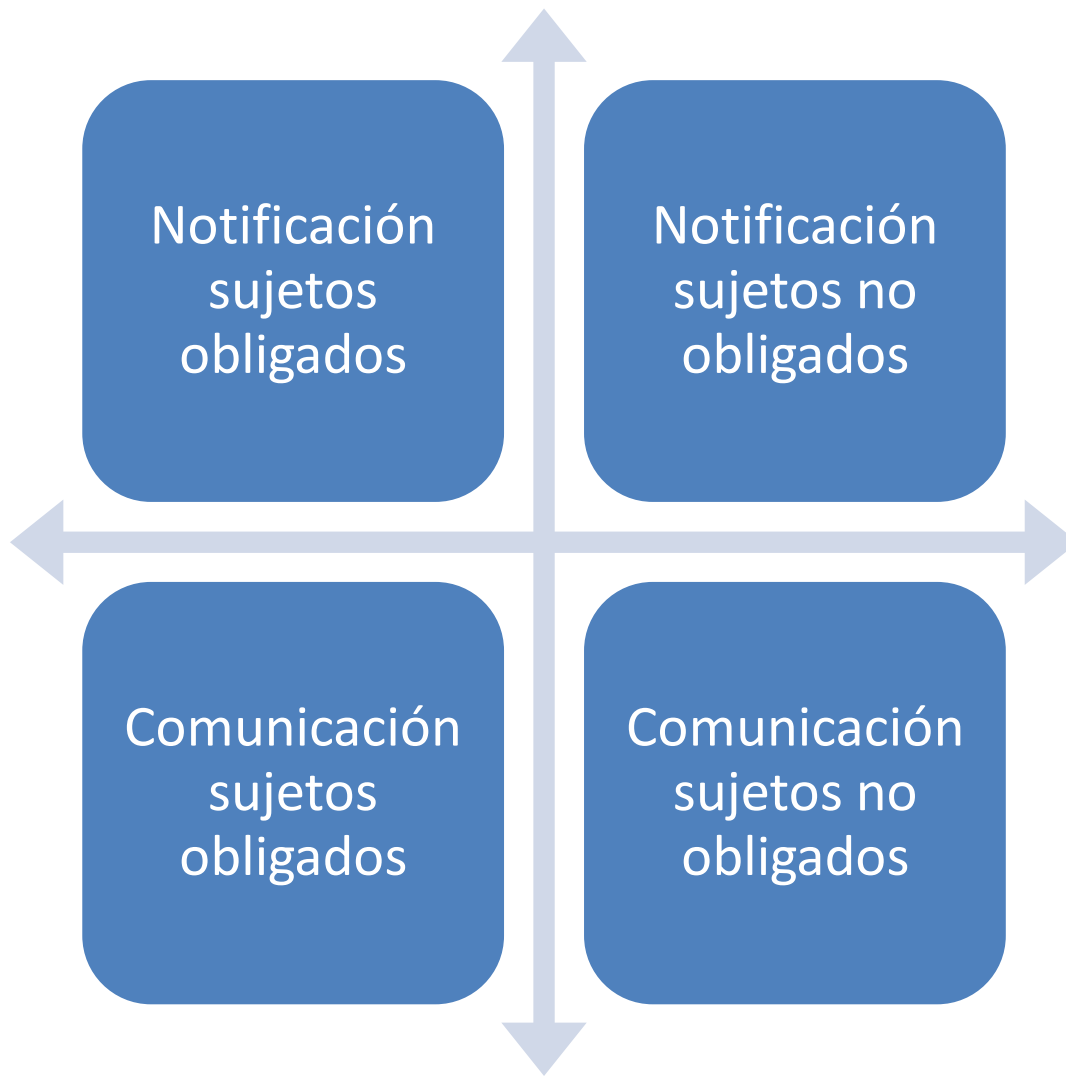 Notificación
sujetos
obligados
Notificación
sujetos no
obligados
Comunicación
sujetos
obligados
Comunicación
sujetos no
obligados